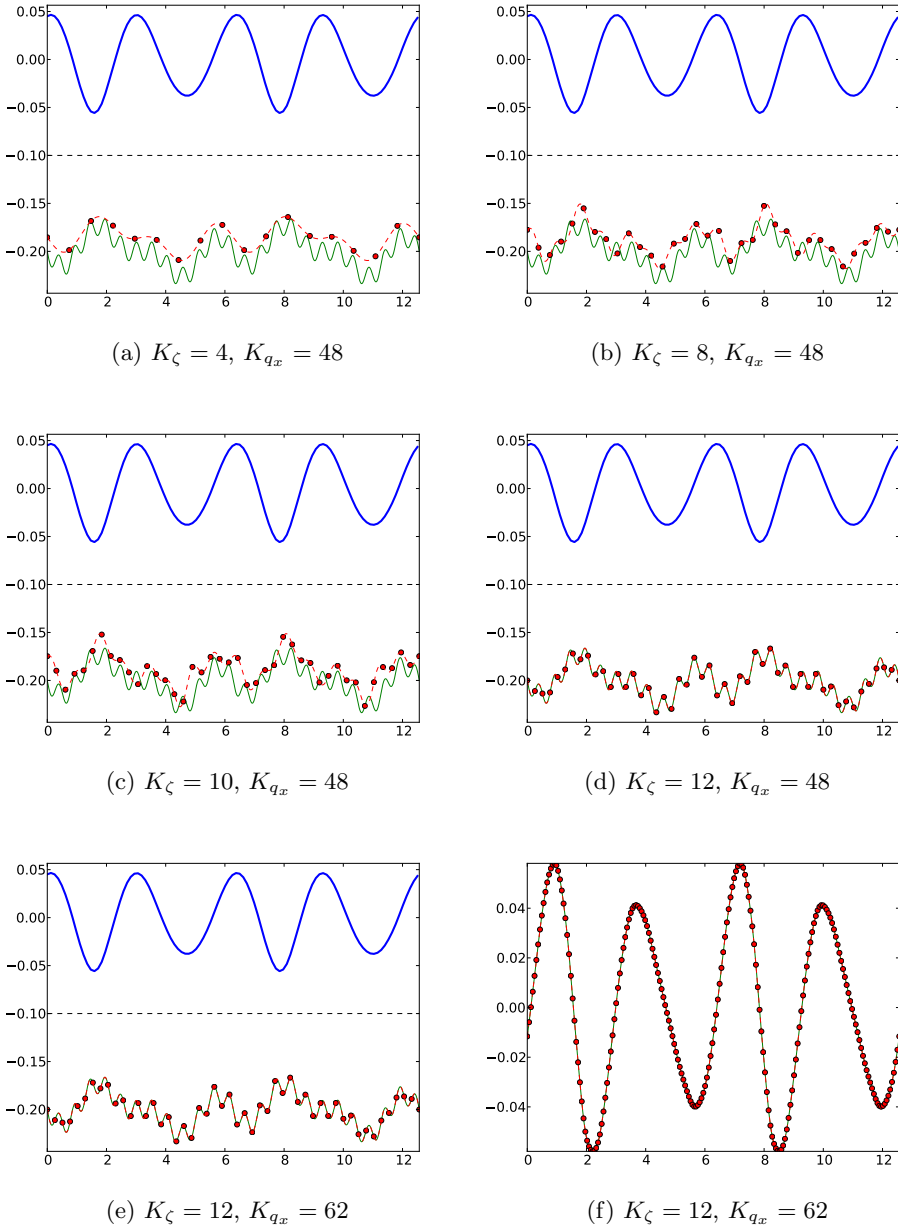 0.05
0.00
−0.05
−0.10
−0.15
−0.20
0 2 4 6 8 10 12
(a) K_ζ = 4, K_{q_x} = 48
0.05
0.00
−0.05
−0.10
−0.15
−0.20
0 2 4 6 8 10 12
(b) K_ζ = 8, K_{q_x} = 48
0.05
0.00
−0.05
−0.10
−0.15
−0.20
0 2 4 6 8 10 12
(c) K_ζ = 10, K_{q_x} = 48
0.05
0.00
−0.05
−0.10
−0.15
−0.20
0 2 4 6 8 10 12
(d) K_ζ = 12, K_{q_x} = 48
0.05
0.00
−0.05
−0.10
−0.15
−0.20
0 2 4 6 8 10 12
(e) K_ζ = 12, K_{q_x} = 62
0.04
0.02
0.00
−0.02
−0.04
0 2 4 6 8 10 12
(f) K_ζ = 12, K_{q_x} = 62